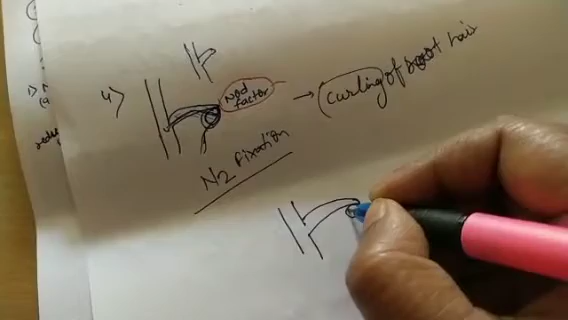 4)
Nod
factor
→ Curling of root hair
N2 fixation